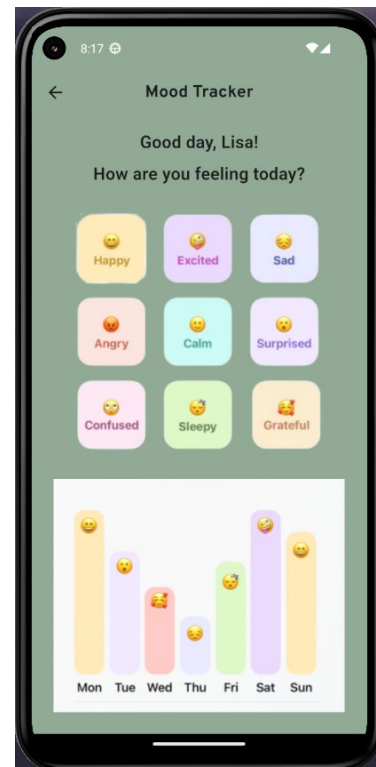 8:17
Mood Tracker
Good day, Lisa!
How are you feeling today?
Happy Excited Sad
Angry Calm Surprised
Confused Sleepy Grateful
Mon Tue Wed Thu Fri Sat Sun